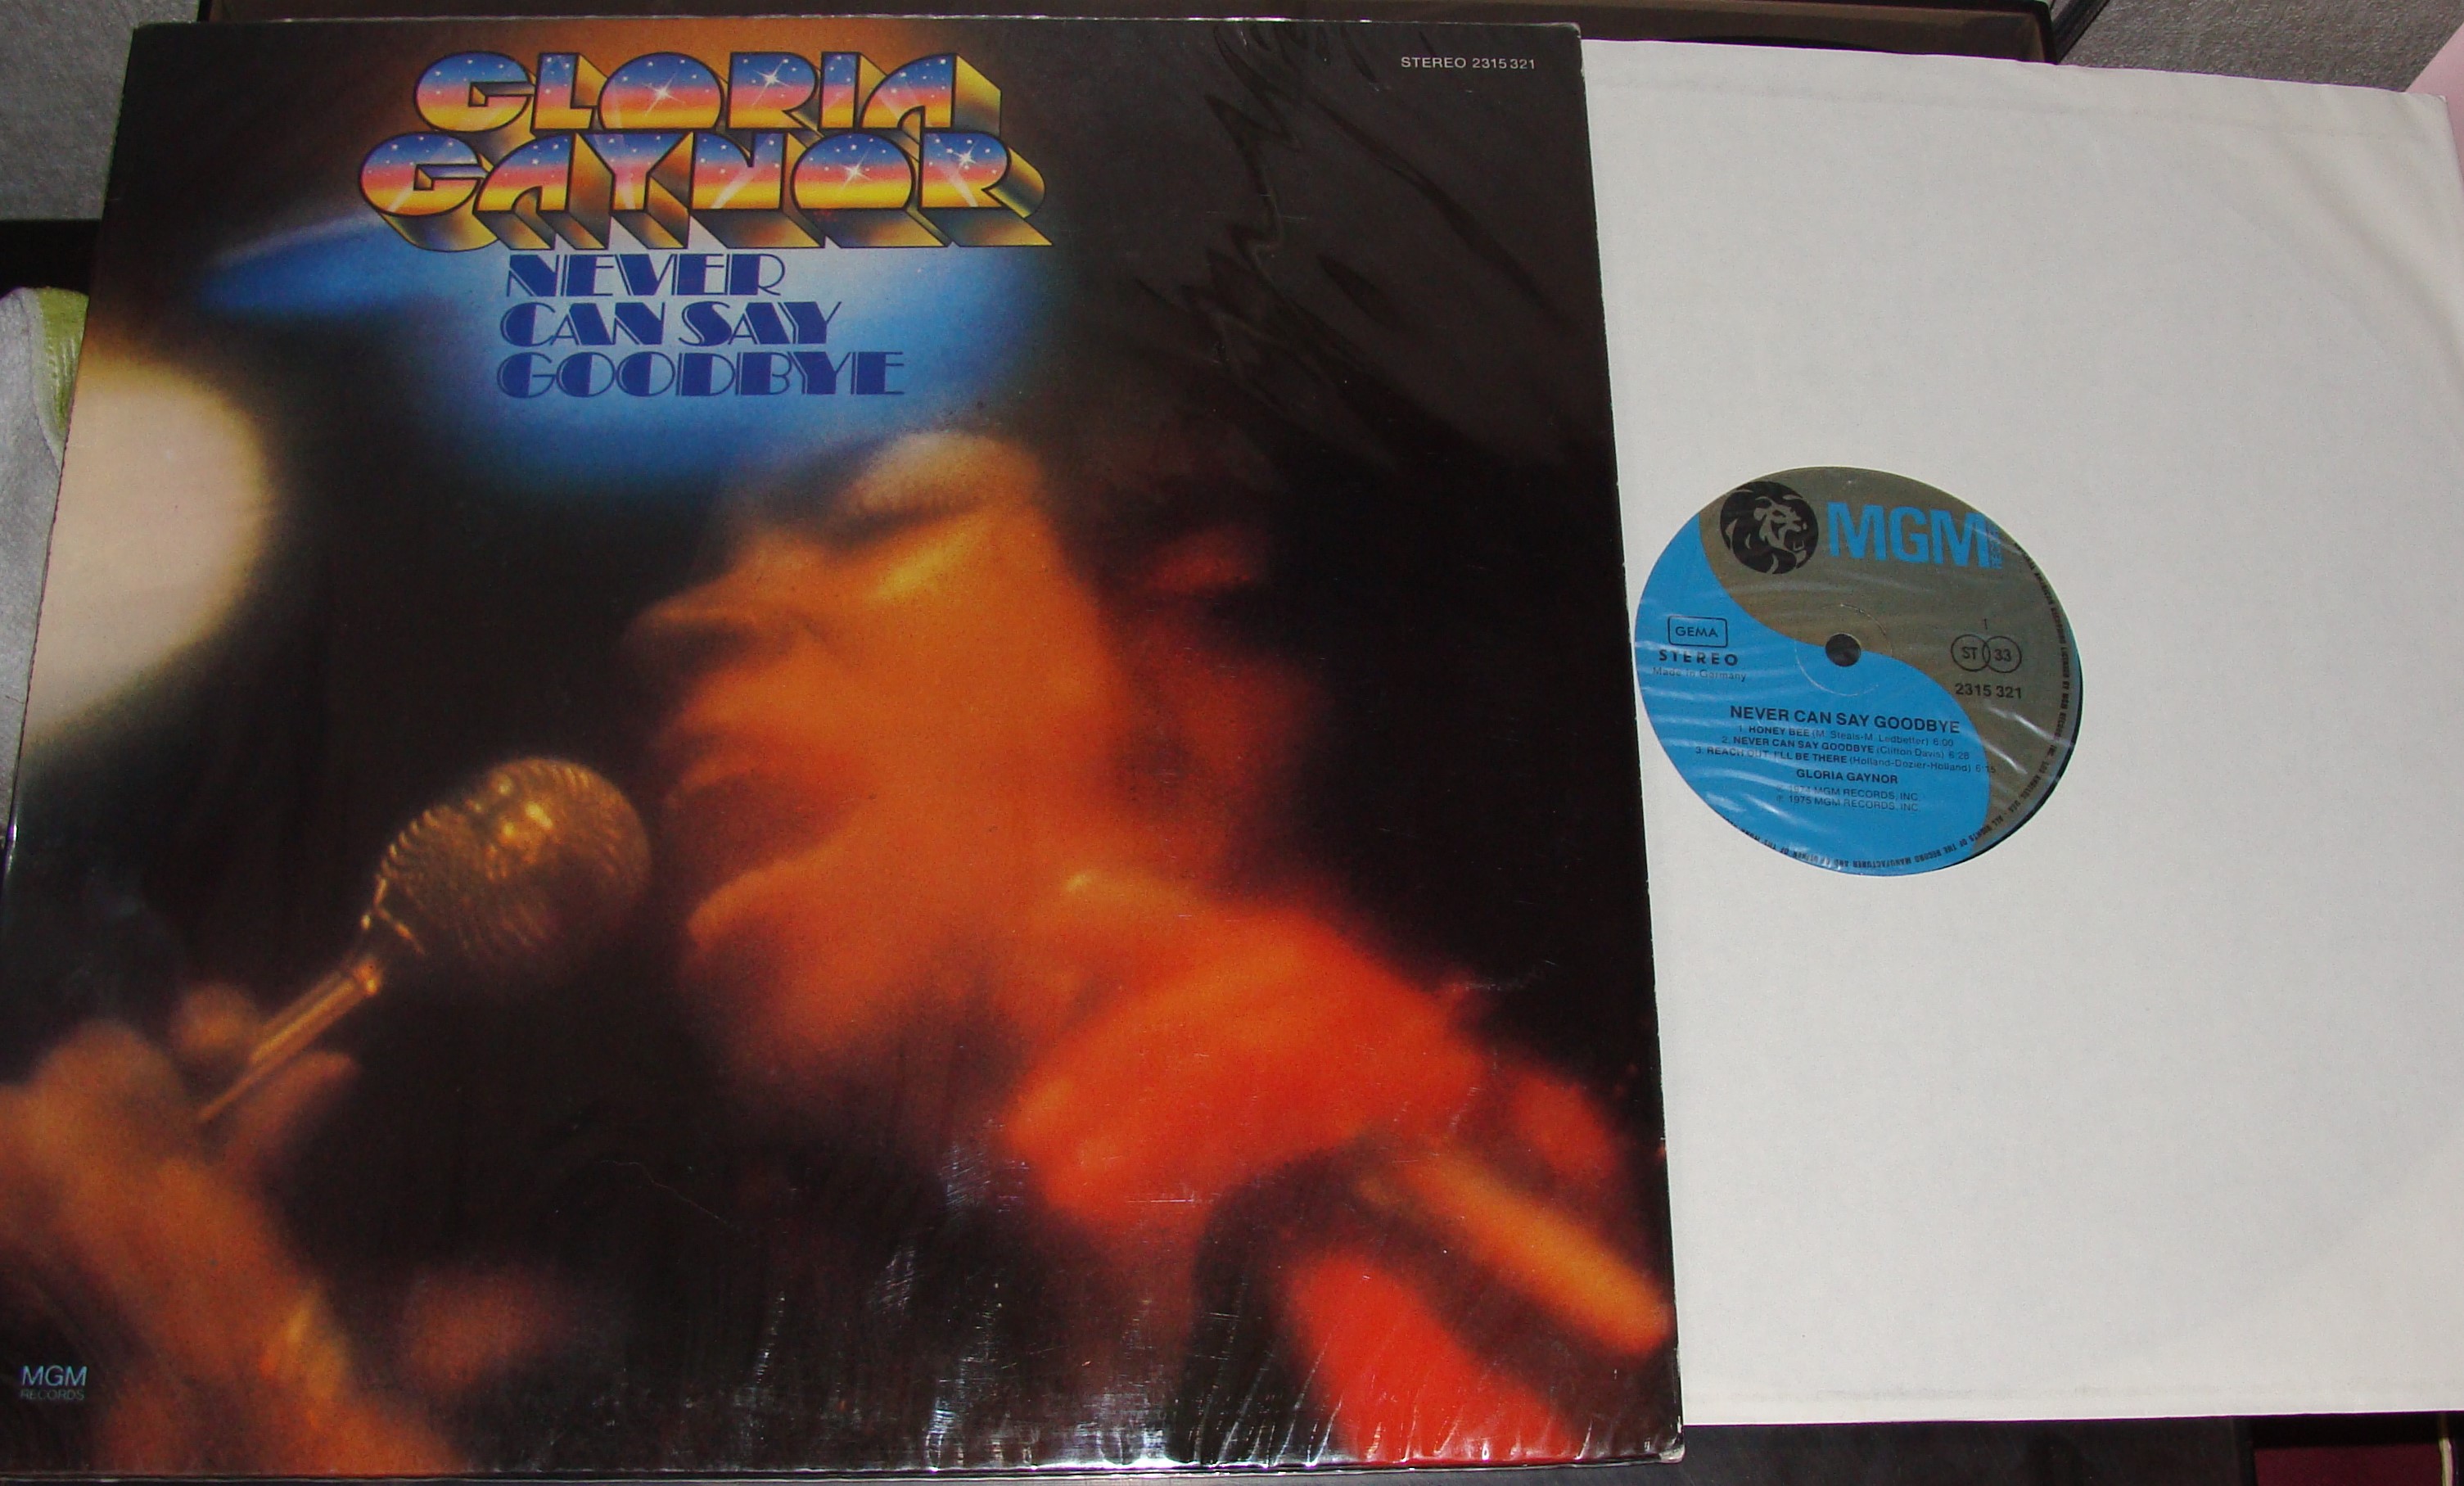 GLORIA
GAYNOR
NEVER
CAN SAY
GOODBYE
STEREO 2315 321
MGM
RECORDS
MGM
GEMA
STEREO
Made in Germany
I
ST 33
2315 321
NEVER CAN SAY GOODBYE
1. HONEY BEE (M. Steals-M. Ledbetter) 6:00
2. NEVER CAN SAY GOODBYE (Clifton Davis) 6:28
3. REACH OUT, I'LL BE THERE (Holland-Dozier-Holland) 6:15
GLORIA GAYNOR
MGM RECORDS, INC.
℗ 1975 MGM RECORDS, INC.